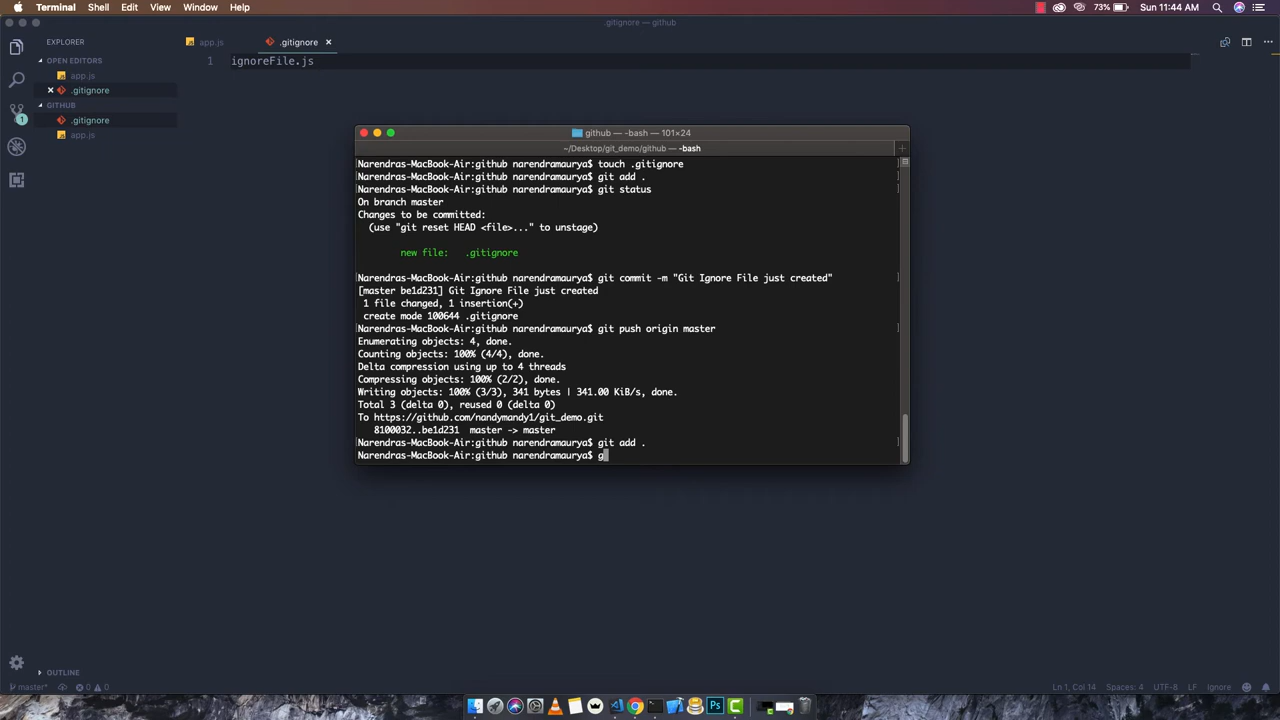 Terminal Shell Edit View Window Help
73% Sun 11:44 AM
.gitignore — github
EXPLORER
app.js
.gitignore
OPEN EDITORS
app.js
.gitignore
GITHUB
.gitignore
app.js
1
1 ignoreFile.js
github — -bash — 101×24
~/Desktop/git_demo/github — -bash
Narendras-MacBook-Air:github narendramaurya$ touch .gitignore
Narendras-MacBook-Air:github narendramaurya$ git add .
Narendras-MacBook-Air:github narendramaurya$ git status
On branch master
Changes to be committed:
(use "git reset HEAD <file>..." to unstage)
new file: .gitignore
Narendras-MacBook-Air:github narendramaurya$ git commit -m "Git Ignore File just created"
[master be1d231] Git Ignore File just created
1 file changed, 1 insertion(+)
create mode 100644 .gitignore
Narendras-MacBook-Air:github narendramaurya$ git push origin master
Enumerating objects: 4, done.
Counting objects: 100% (4/4), done.
Delta compression using up to 4 threads
Compressing objects: 100% (2/2), done.
Writing objects: 100% (3/3), 341 bytes | 341.00 KiB/s, done.
Total 3 (delta 0), reused 0 (delta 0)
To https://github.com/nandymandy1/git_demo.git
8100032..be1d231 master -> master
Narendras-MacBook-Air:github narendramaurya$ git add .
Narendras-MacBook-Air:github narendramaurya$ g
OUTLINE
master* 0 0
Ln 1, Col 14 Spaces: 4 UTF-8 LF Ignore
Ps